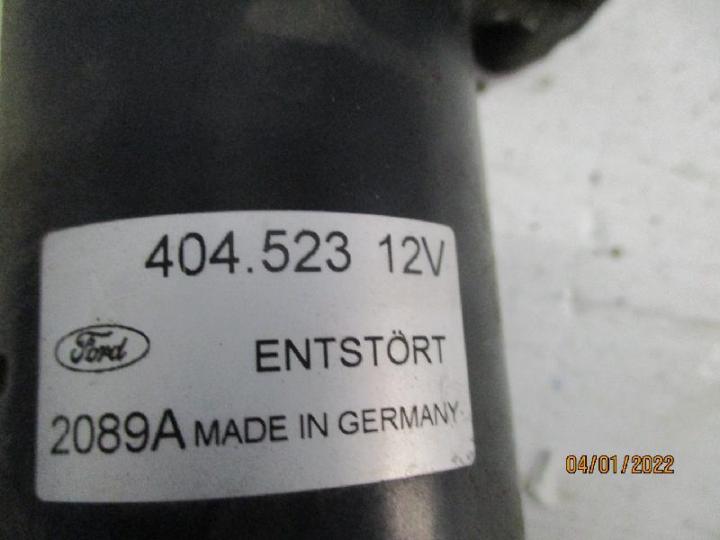 404.523 12V
Ford
ENTSTÖRT
2089A MADE IN GERMANY
04/01/2022